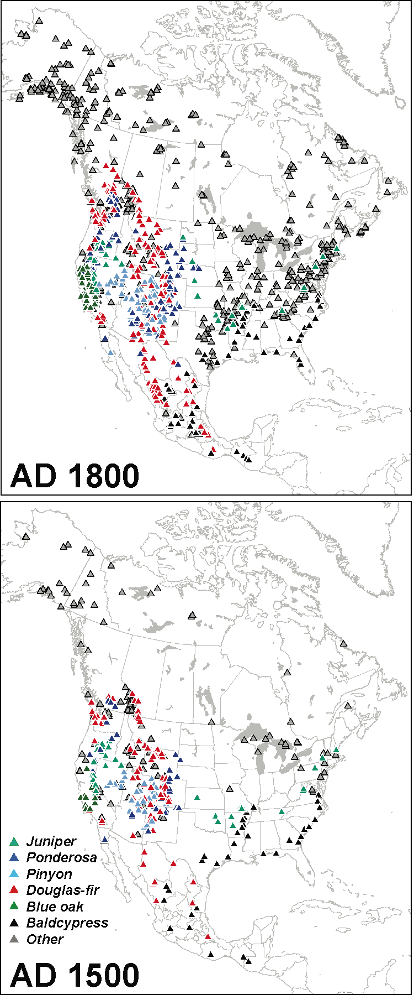 AD 1800
Juniper
Ponderosa
Pinyon
Douglas-fir
Blue oak
Baldcypress
Other
AD 1500